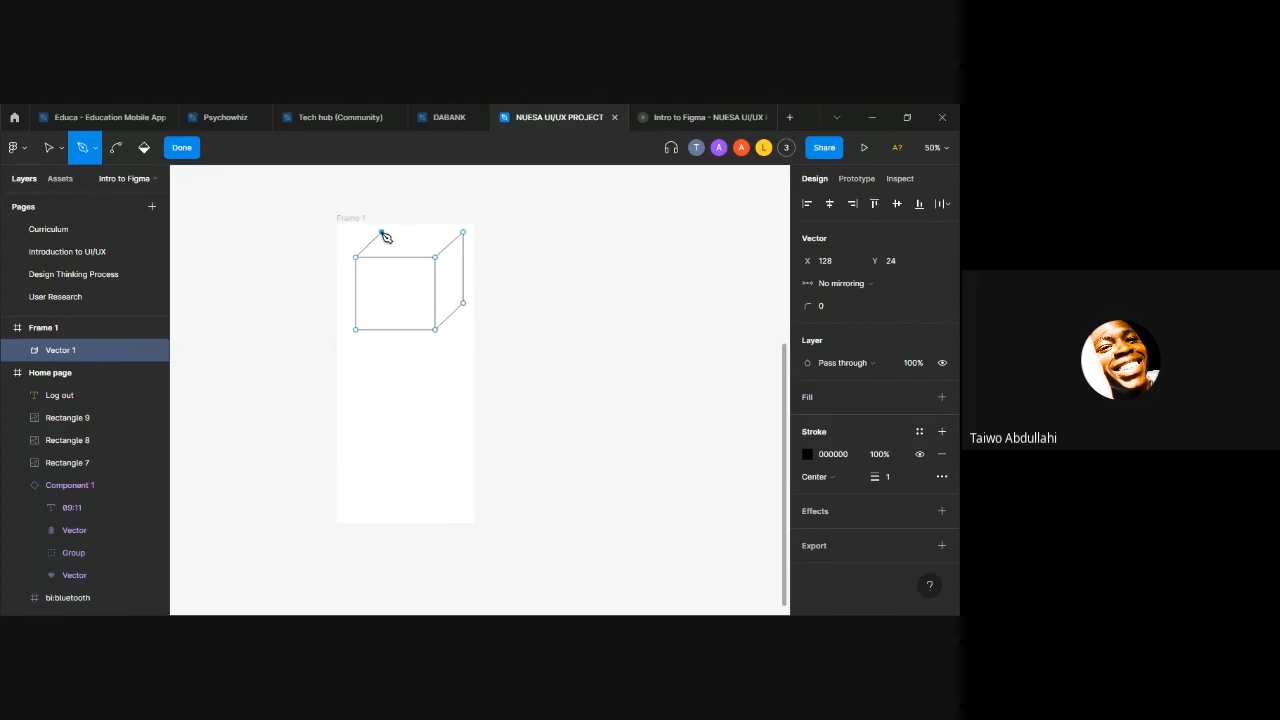 Educa - Education Mobile App
Psychowhiz
Tech hub (Community)
DABANK
NUESA UI/UX PROJECT
Intro to Figma - NUESA UI/UX
Done
T
A
A
L
3
Share
A?
50%
Layers
Assets
Intro to Figma
Design
Prototype
Inspect
Pages
Curriculum
Introduction to UI/UX
Design Thinking Process
User Research
Frame 1
Vector 1
Home page
Log out
Rectangle 9
Rectangle 8
Rectangle 7
Component 1
09:11
Vector
Group
Vector
bi:bluetooth
Frame 1
Vector
X 128 Y 24
No mirroring
0
Layer
Pass through 100%
Fill
Stroke
000000 100%
Center 1
Effects
Export
?
Taiwo Abdullahi